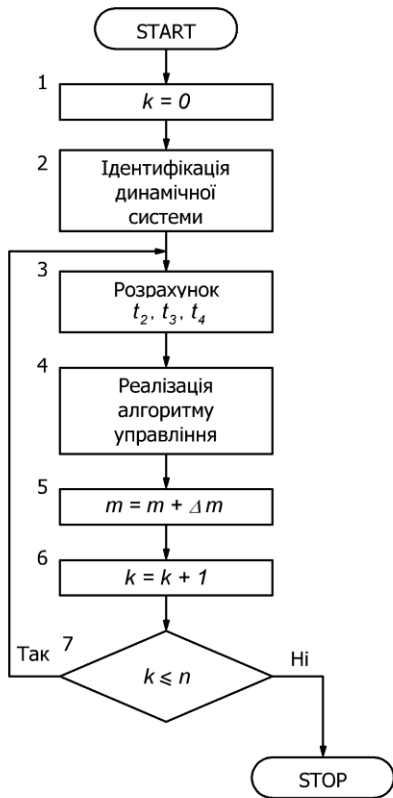 START
1
k = 0
2
Ідентифікація
динамічної
системи
3
Розрахунок
t₂, t₃, t₄
4
Реалізація
алгоритму
управління
5
m = m + Δ m
6
k = k + 1
Так
7
k ⩽ n
Ні
STOP